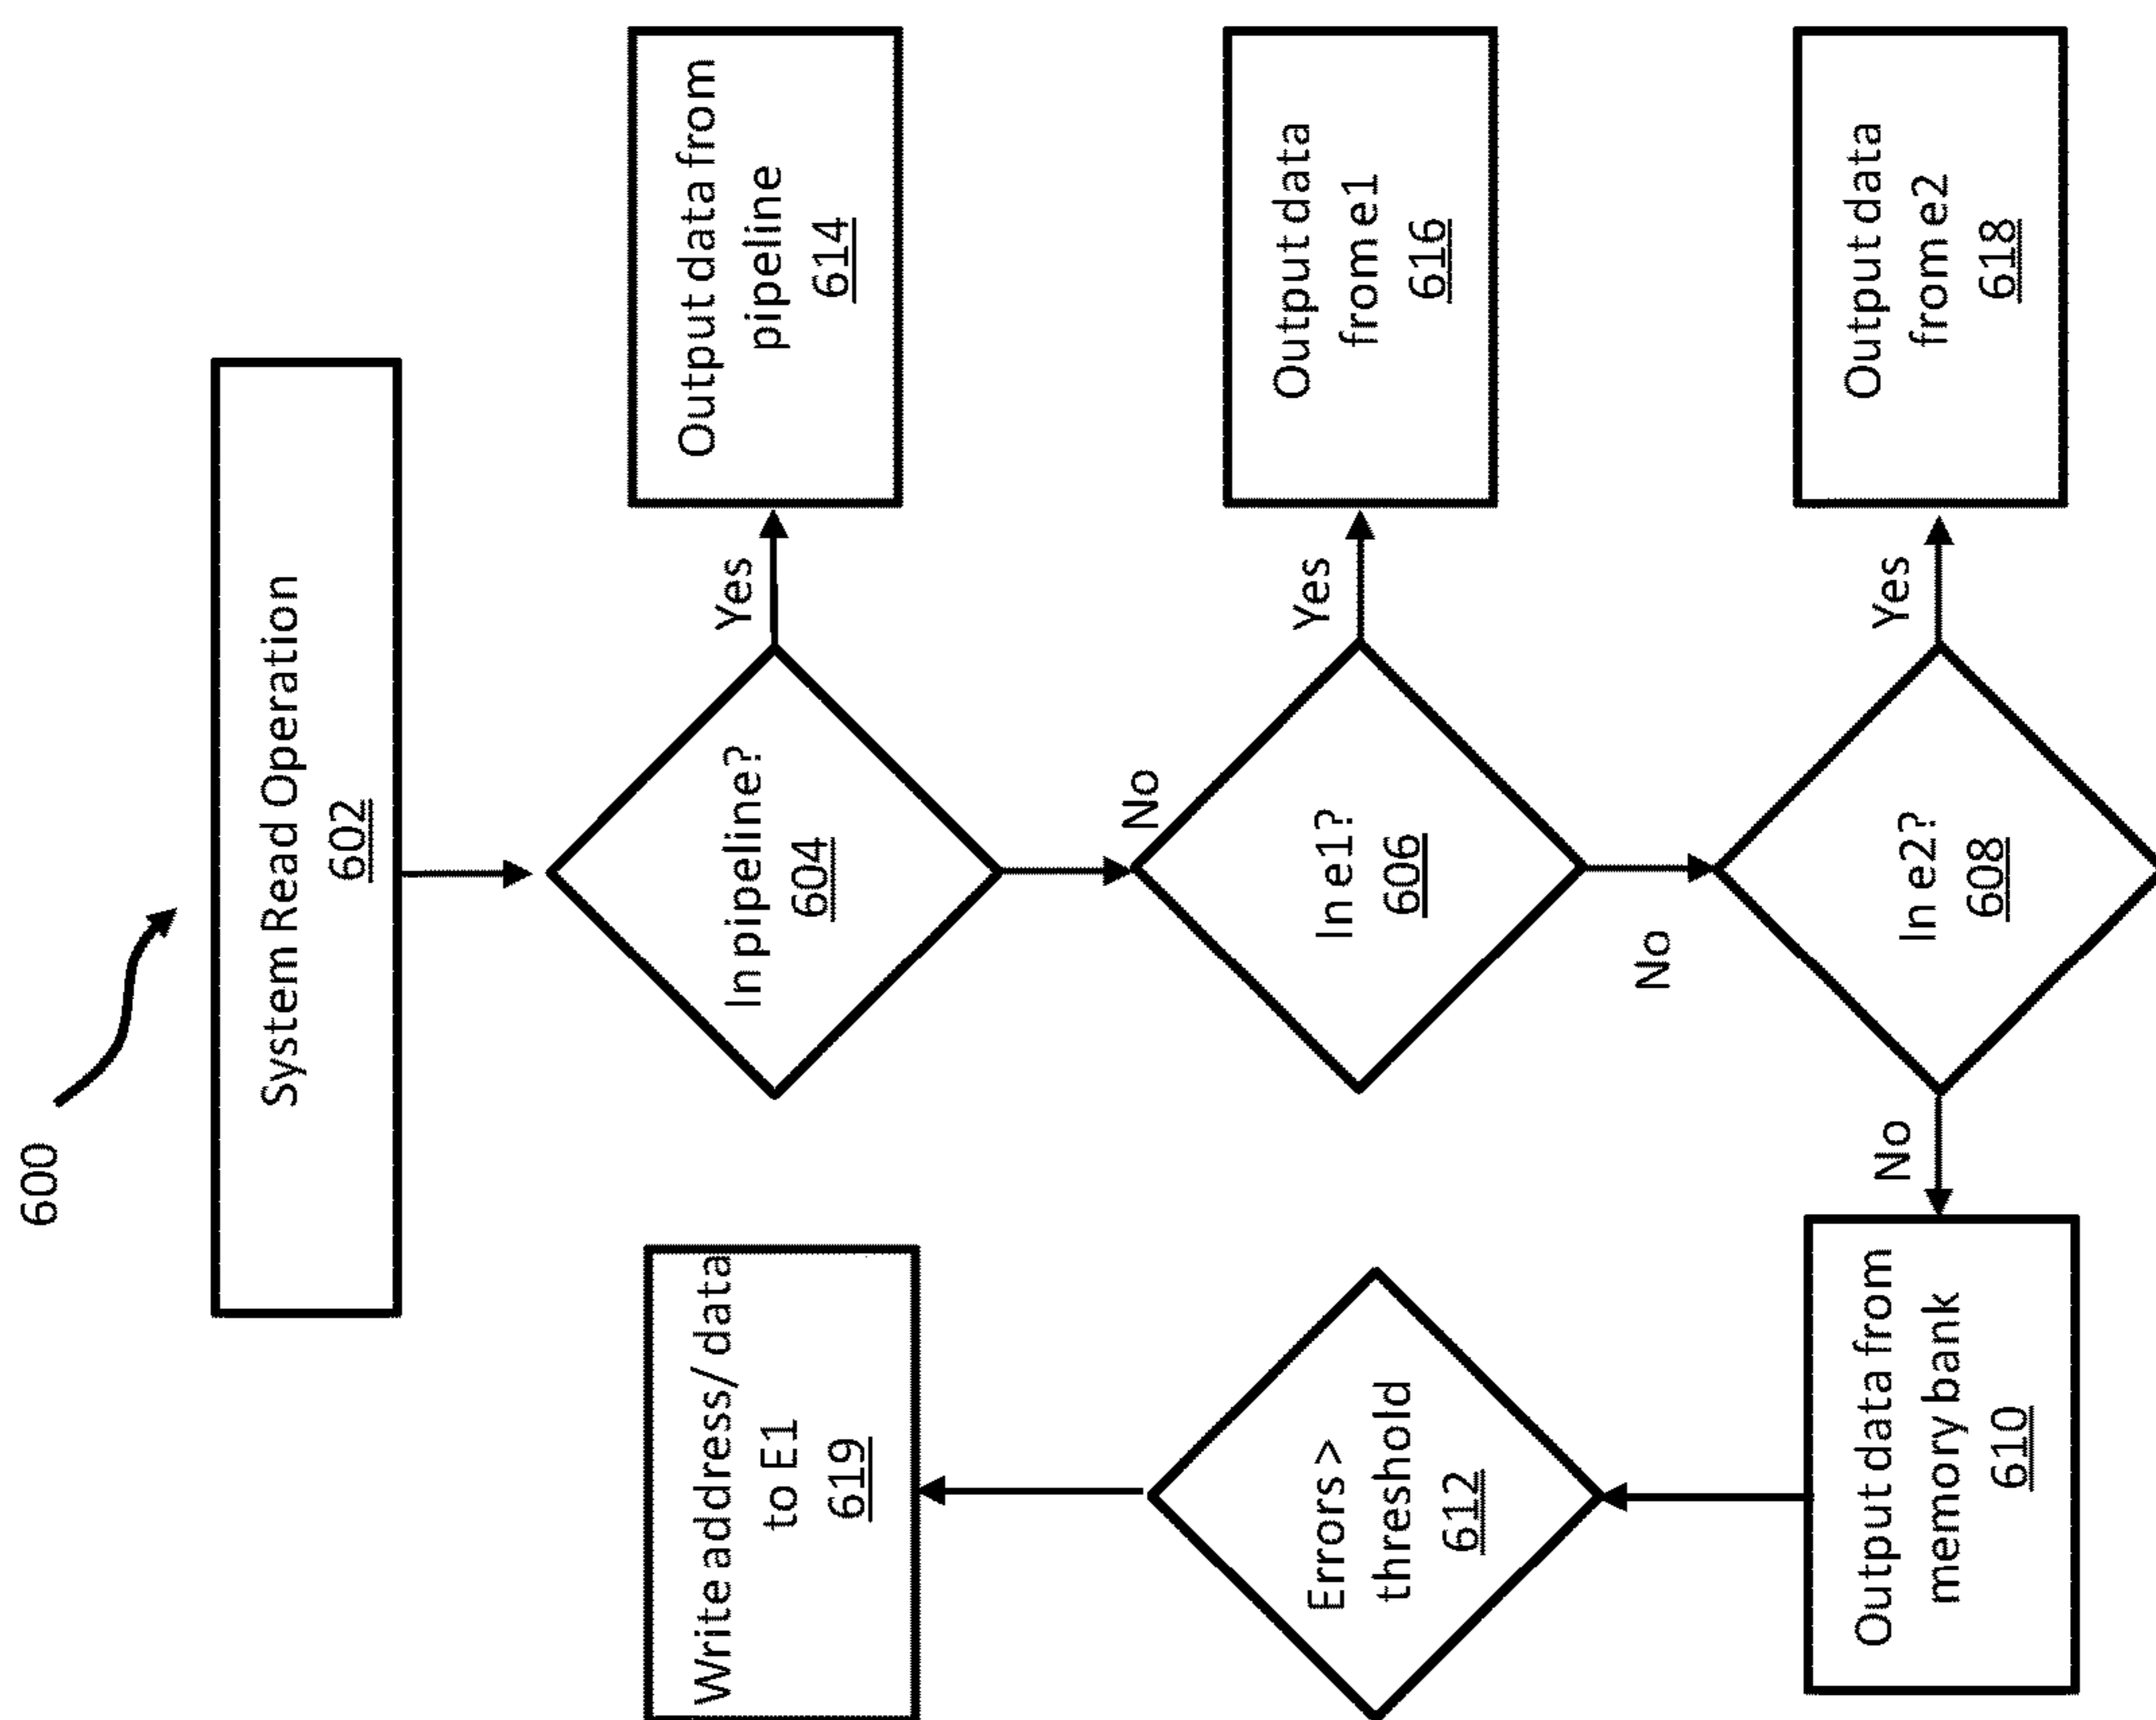 600
System Read Operation
602
In pipeline?
604
Yes
Output data from
pipeline
614
No
In e1?
606
Yes
Output data
from e1
616
No
In e2?
608
Yes
Output data
from e2
618
No
Output data from
memory bank
610
Errors >
threshold
612
Write address/ data
to E1
619